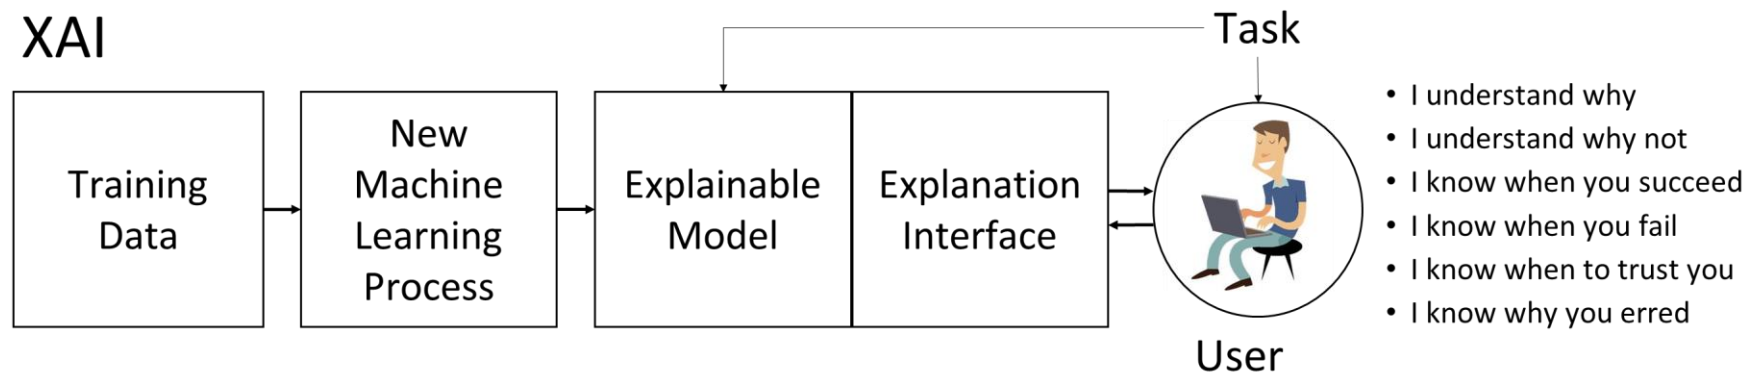 XAI
Task
Training
Data
New
Machine
Learning
Process
Explainable
Model
Explanation
Interface
User
• I understand why
• I understand why not
• I know when you succeed
• I know when you fail
• I know when to trust you
• I know why you erred